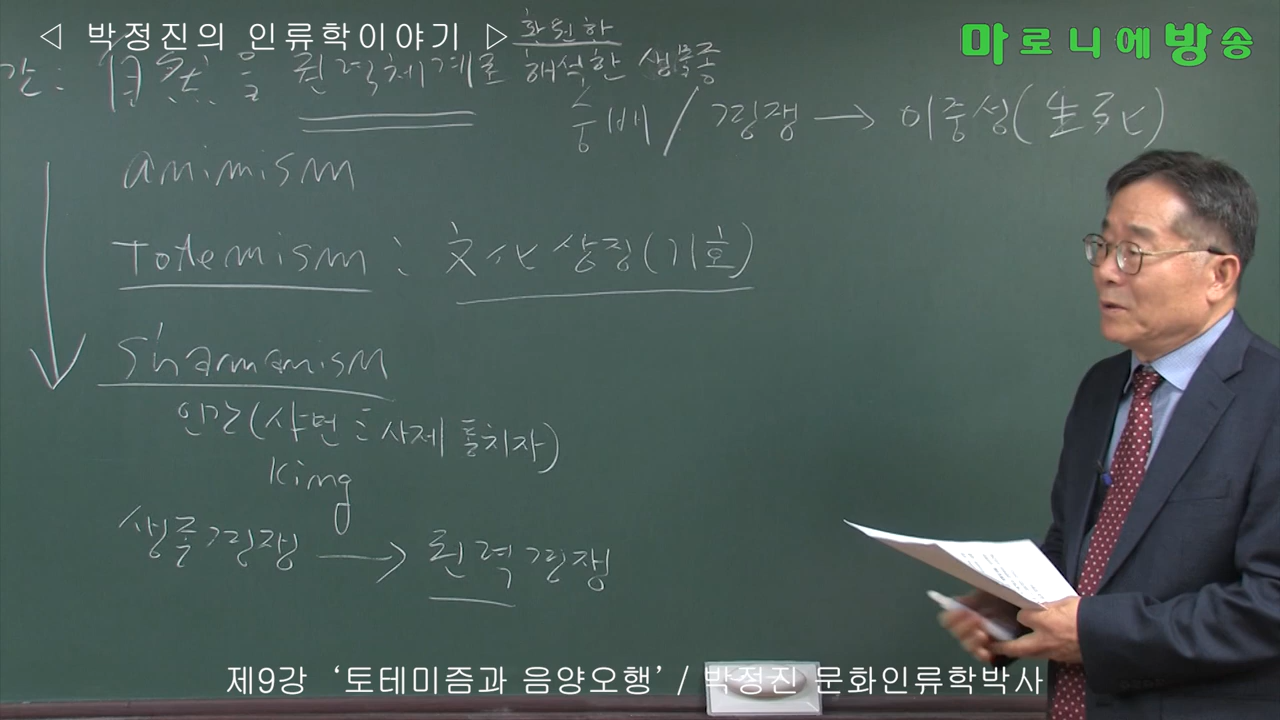 ◁ 박정진의 인류학이야기 ▷
마로니에방송
환원한
간: 自然을 권력체계로 해석한 생물종
숭배/경쟁 → 이중성(生死)
animism
Totemism : 文化상징(기호)
Shamanism
인간(샤먼 사제 통치자)
King
생존경쟁 → 권력경쟁
제9강 ‘토테미즘과 음양오행’ / 박정진 문화인류학박사